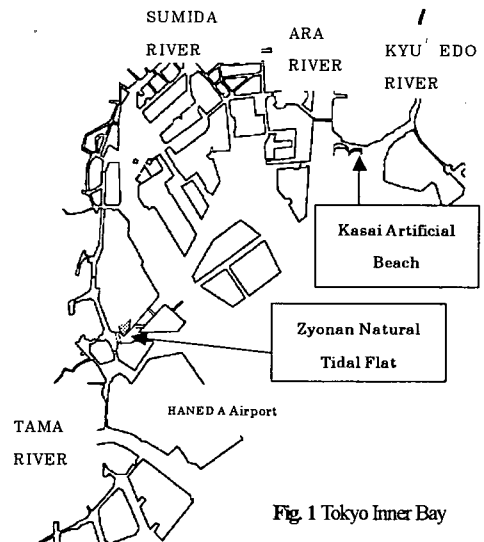 SUMIDA
RIVER
ARA
RIVER
KYU' EDO
RIVER
Kasai Artificial
Beach
Zyonan Natural
Tidal Flat
HANEDA Airport
TAMA
RIVER
Fig. 1 Tokyo Inner Bay